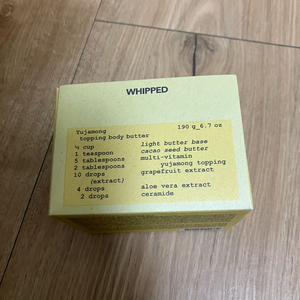 WHIPPED
Yujamong 190 g_6.7 oz
topping body butter
¼ cup light butter base
1 teaspoon cacao seed butter
5 tablespoons multi-vitamin
2 tablespoons yujamong topping
10 drops grapefruit extract
(extract)
4 drops aloe vera extract
2 drops ceramide